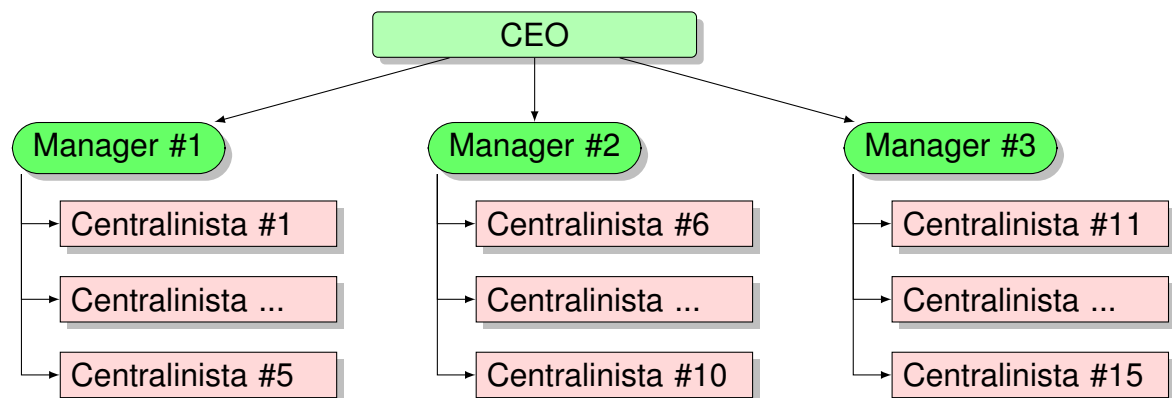 CEO
Manager #1
Manager #2
Manager #3
Centralinista #1
Centralinista #6
Centralinista #11
Centralinista ...
Centralinista ...
Centralinista ...
Centralinista #5
Centralinista #10
Centralinista #15